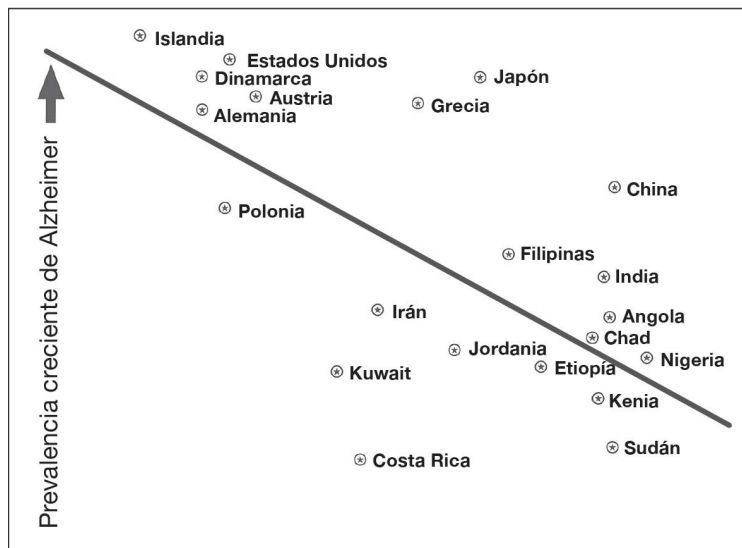 Islandia
Estados Unidos
Dinamarca
Japón
Austria
Grecia
Alemania
China
Polonia
Filipinas
India
Irán
Angola
Chad
Jordania
Nigeria
Kuwait
Etiopía
Kenia
Sudán
Costa Rica
Prevalencia creciente de Alzheimer